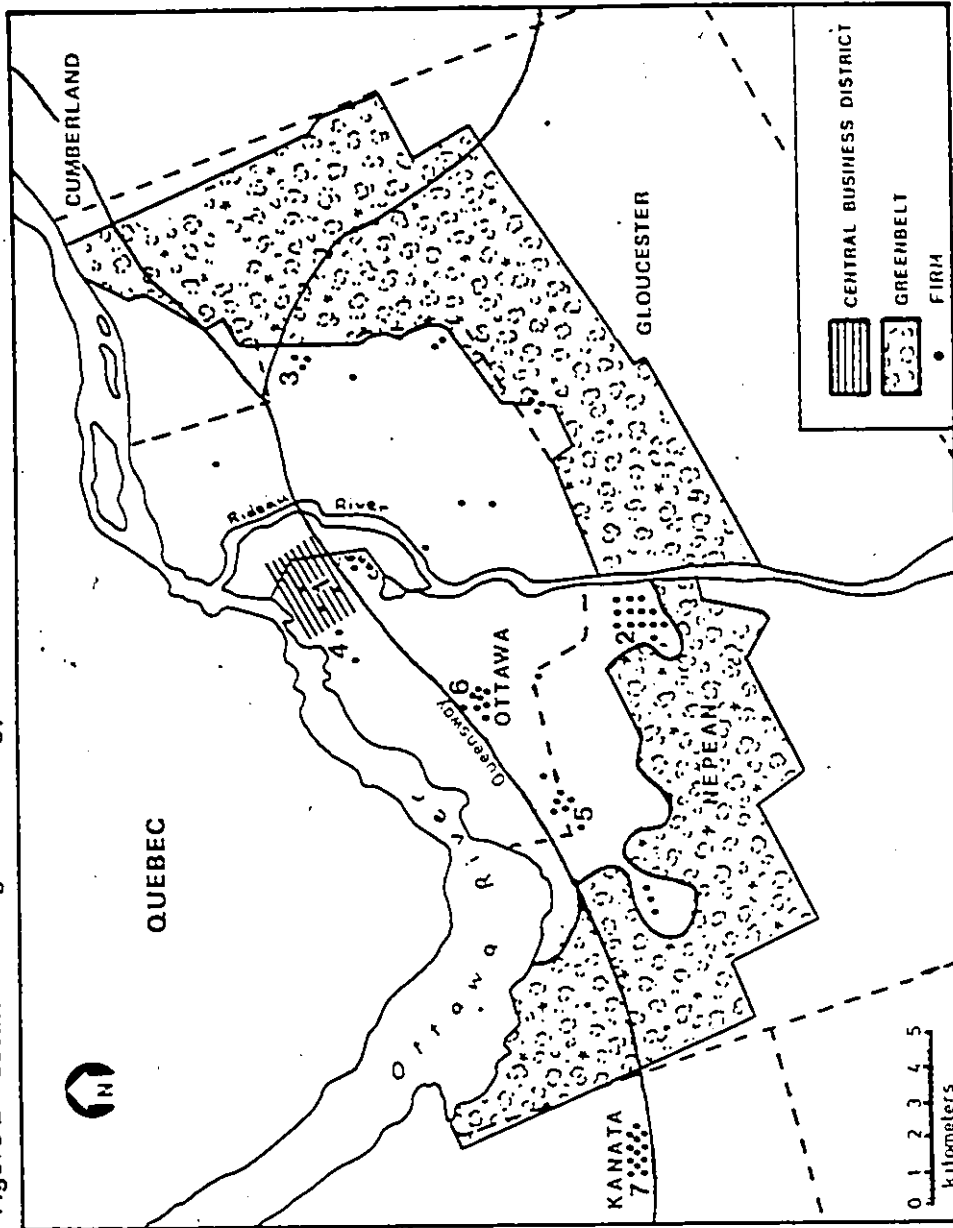 QUEBEC
CUMBERLAND
N
Ottawa River
Rideau River
3
1
4
6
OTTAWA
Queensway
5
2
NEPEAN
GLOUCESTER
KANATA
7
0 1 2 3 4 5
kilometers
CENTRAL BUSINESS DISTRICT
GREENBELT
FIRM